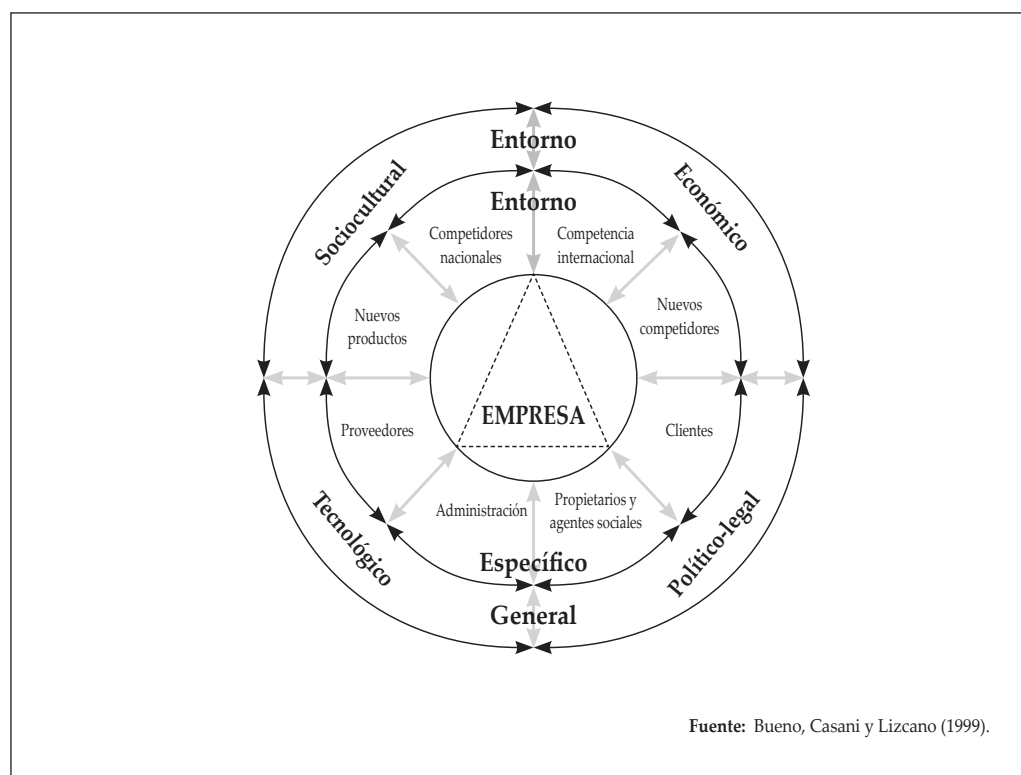 Entorno
Sociocultural
Económico
Entorno
Competidores
nacionales
Competencia
internacional
Nuevos
productos
Nuevos
competidores
EMPRESA
Proveedores
Clientes
Administración
Propietarios y
agentes sociales
Tecnológico
Político-legal
Específico
General
Fuente: Bueno, Casani y Lizcano (1999).